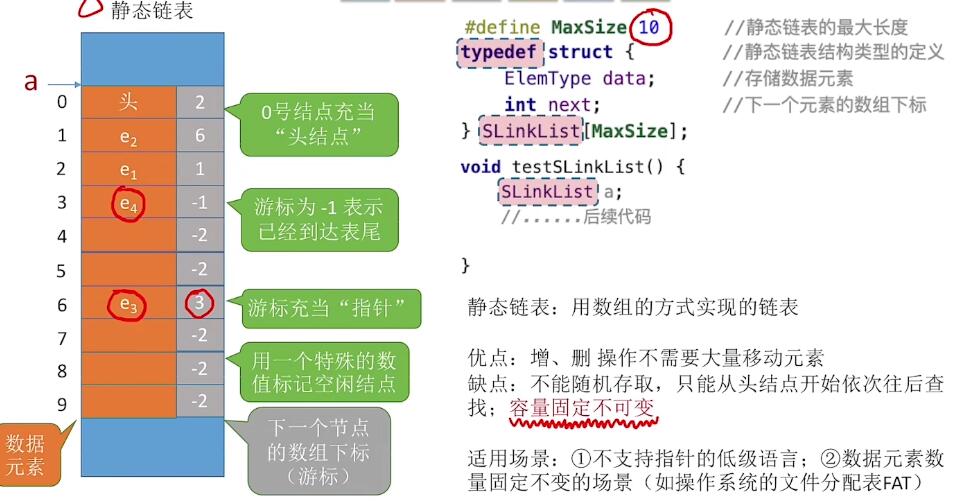 静态链表
a
0 头 2
1 e2 6
2 e1 1
3 e4 -1
4 -2
5 -2
6 e3 3
7 -2
8 -2
9 -2
0号结点充当
“头结点”
游标为 -1 表示
已经到达表尾
游标充当“指针”
用一个特殊的数
值标记空闲结点
下一个节点
的数组下标
（游标）
数据
元素
#define MaxSize 10 //静态链表的最大长度
typedef struct { //静态链表结构类型的定义
ElemType data; //存储数据元素
int next; //下一个元素的数组下标
} SLinkList[MaxSize];
void testSLinkList() {
SLinkList a;
//......后续代码
}
静态链表：用数组的方式实现的链表
优点：增、删 操作不需要大量移动元素
缺点：不能随机存取，只能从头结点开始依次往后查
找；容量固定不可变
适用场景：①不支持指针的低级语言；②数据元素数
量固定不变的场景（如操作系统的文件分配表FAT）